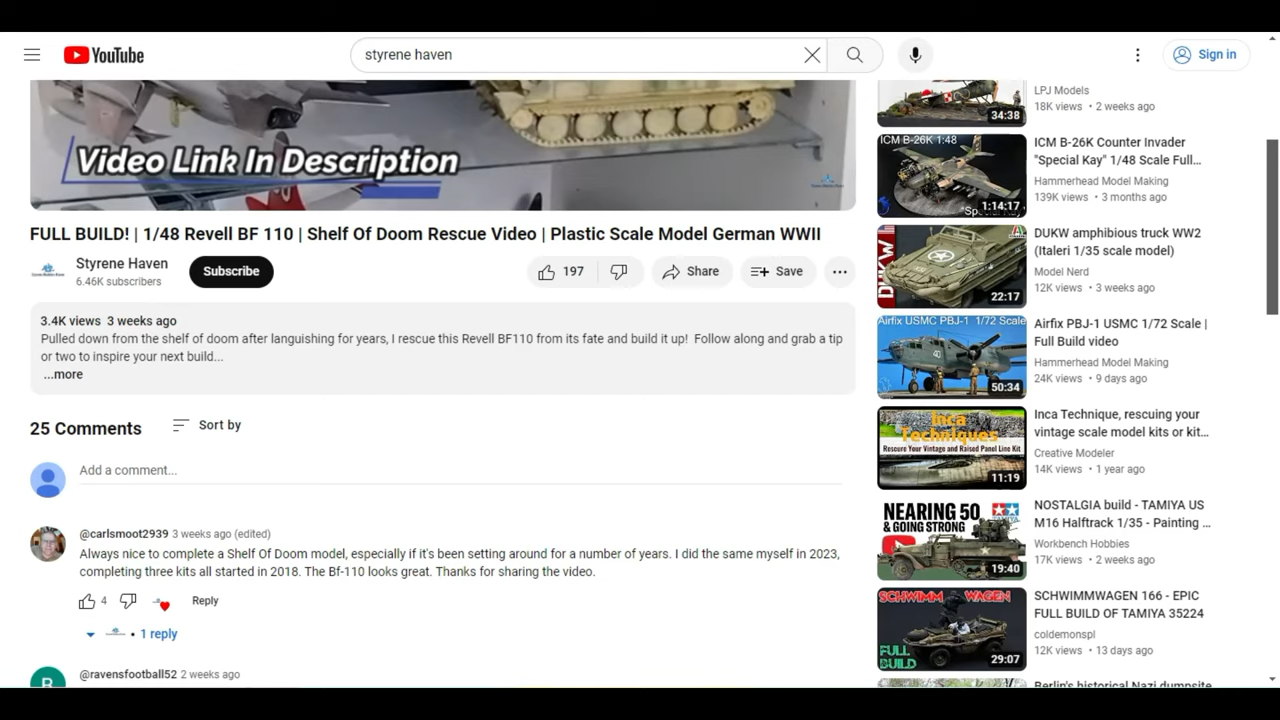 YouTube
styrene haven
Sign in
Video Link In Description
FULL BUILD! | 1/48 Revell BF 110 | Shelf Of Doom Rescue Video | Plastic Scale Model German WWII
Styrene Haven
6.46K subscribers
Subscribe
197
Share
Save
3.4K views 3 weeks ago
Pulled down from the shelf of doom after languishing for years, I rescue this Revell BF110 from its fate and build it up! Follow along and grab a tip
or two to inspire your next build...
...more
25 Comments
Sort by
Add a comment...
@carlsmoot2939 3 weeks ago (edited)
Always nice to complete a Shelf Of Doom model, especially if it's been setting around for a number of years. I did the same myself in 2023,
completing three kits all started in 2018. The Bf-110 looks great. Thanks for sharing the video.
4
Reply
• 1 reply
R
@ravensfootball52 2 weeks ago
34:38
LPJ Models
18K views • 2 weeks ago
ICM B-26K 1:48
"Special Kay"
1:14:17
ICM B-26K Counter Invader
"Special Kay" 1/48 Scale Full...
Hammerhead Model Making
139K views • 3 months ago
DUKW
22:17
DUKW amphibious truck WW2
(Italeri 1/35 scale model)
Model Nerd
12K views • 3 weeks ago
Airfix USMC PBJ-1 1/72 Scale
50:34
Airfix PBJ-1 USMC 1/72 Scale |
Full Build video
Hammerhead Model Making
24K views • 9 days ago
Inca
Techniques
Rescure Your Vintage and Raised Panel Line Kit
11:19
Inca Technique, rescuing your
vintage scale model kits or kit...
Creative Modeler
14K views • 1 year ago
NEARING 50
& GOING STRONG
TAMIYA
19:40
NOSTALGIA build - TAMIYA US
M16 Halftrack 1/35 - Painting ...
Workbench Hobbies
17K views • 2 weeks ago
SCHWIMM WAGEN
FULL
BUILD
29:07
SCHWIMMWAGEN 166 - EPIC
FULL BUILD OF TAMIYA 35224
coldemonspl
12K views • 13 days ago
Berlin's historical Nazi dumpsite